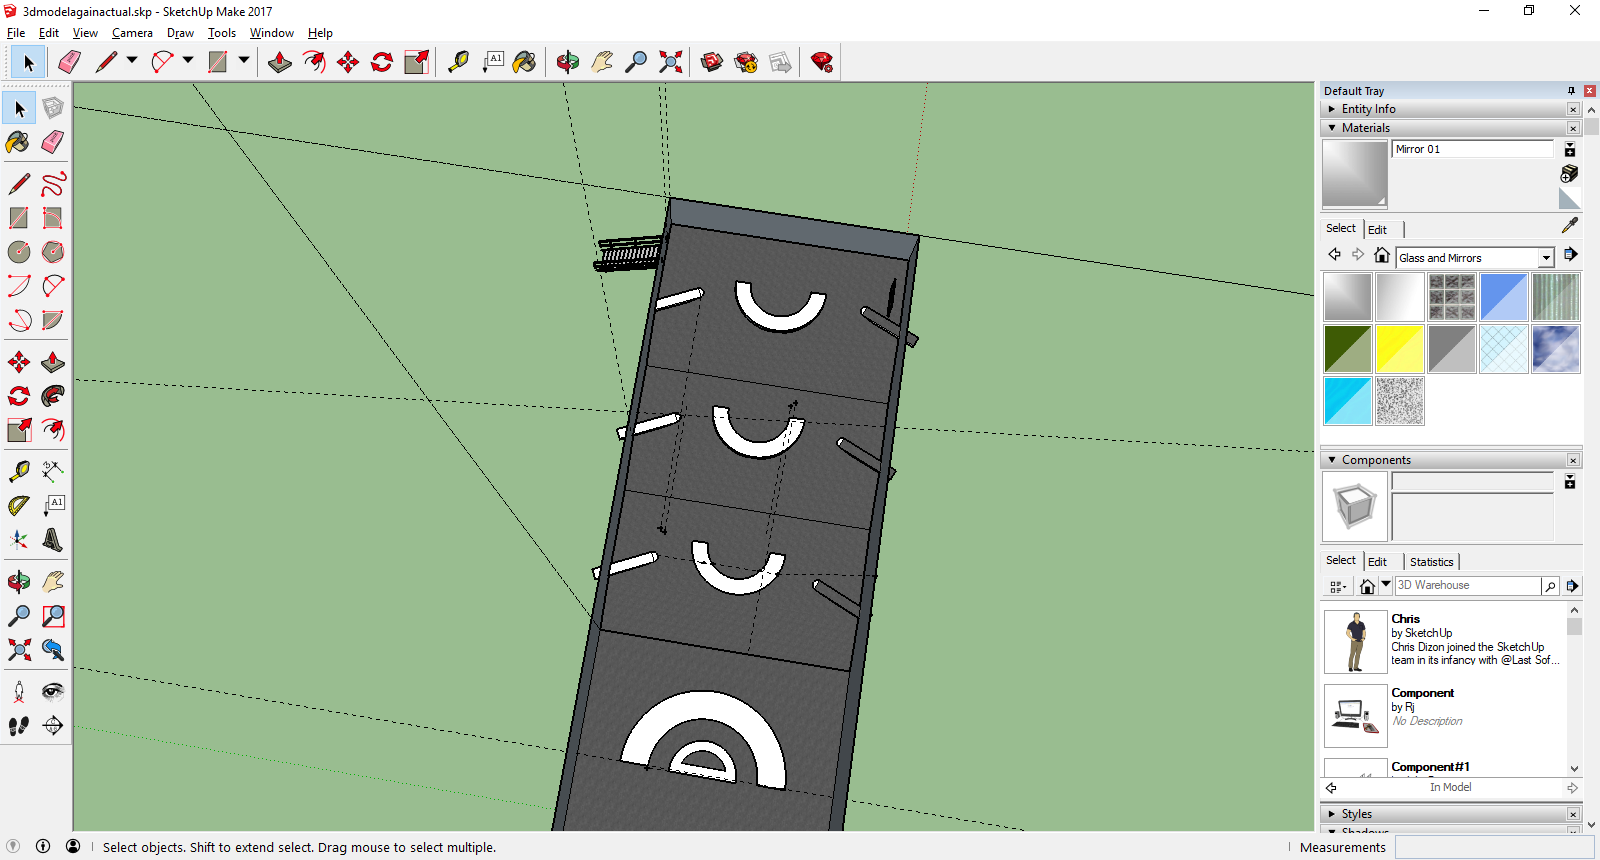 3dmodelagainactual.skp - SketchUp Make 2017
File Edit View Camera Draw Tools Window Help
A1
Default Tray
Entity Info
Materials
Mirror 01
Select Edit
Glass and Mirrors
A1
Components
Select Edit Statistics
3D Warehouse
Chris
by SketchUp
Chris Dizon joined the SketchUp
team in its infancy with @Last Sof...
Component
by Rj
No Description
Component#1
In Model
Styles
Select objects. Shift to extend select. Drag mouse to select multiple.
Measurements